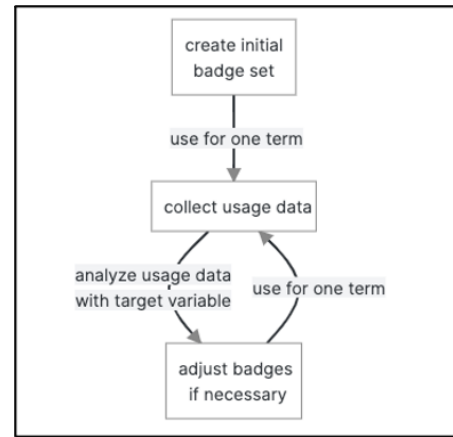 create initial
badge set
use for one term
collect usage data
analyze usage data
with target variable
use for one term
adjust badges
if necessary